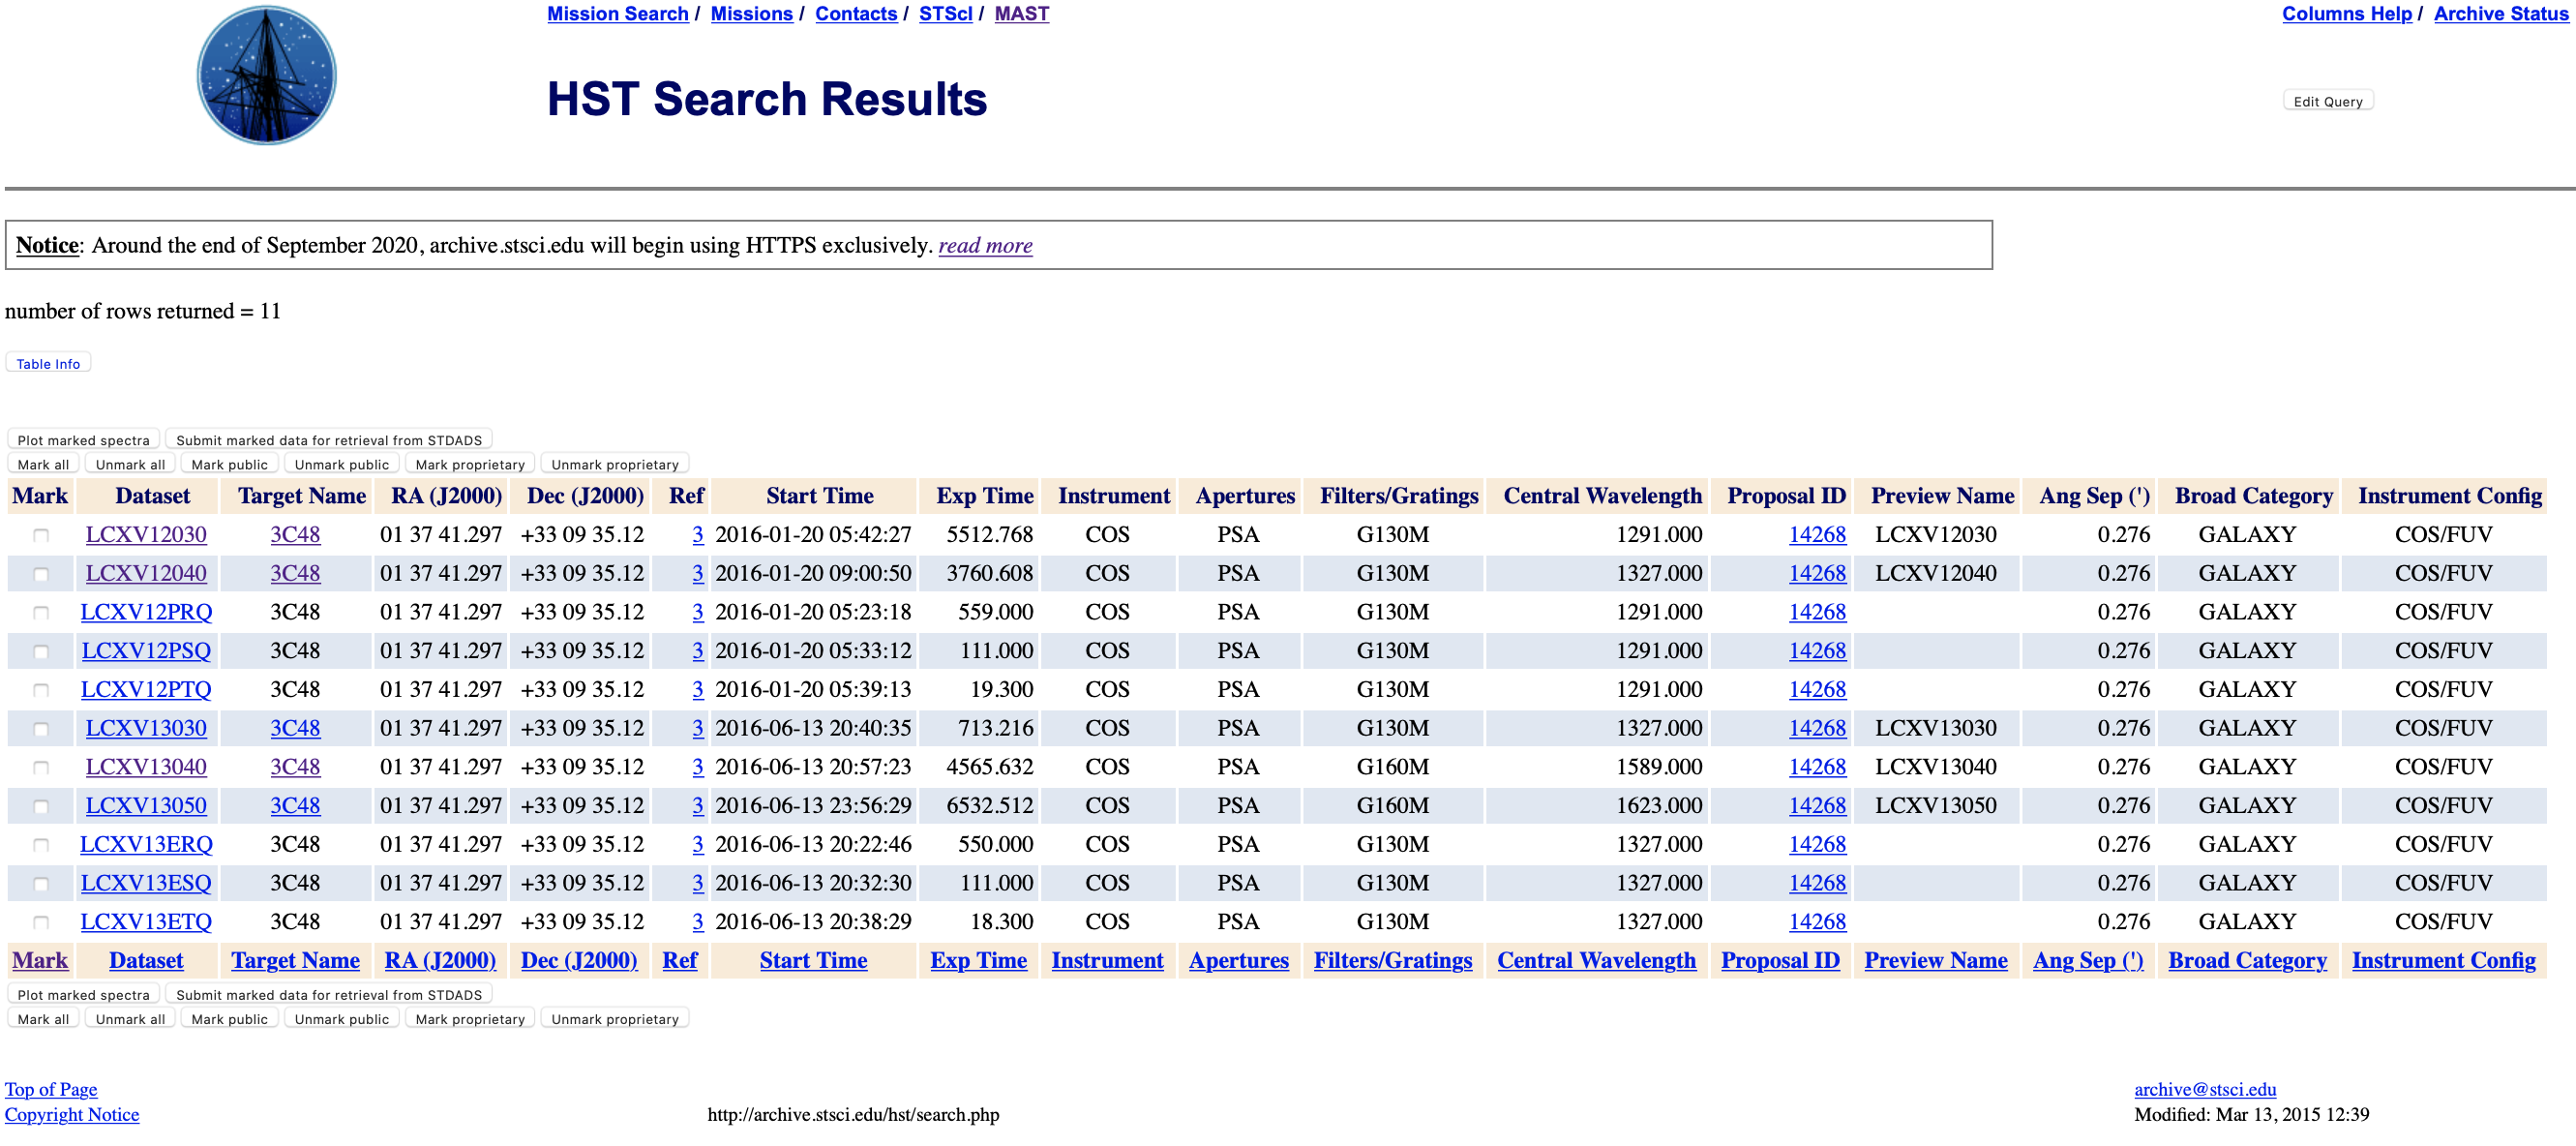 Mission Search / Missions / Contacts / STScI / MAST
Columns Help / Archive Status
HST Search Results
Edit Query
Notice: Around the end of September 2020, archive.stsci.edu will begin using HTTPS exclusively. read more
number of rows returned = 11
Table Info
Plot marked spectra Submit marked data for retrieval from STDADS
Mark all Unmark all Mark public Unmark public Mark proprietary Unmark proprietary
Mark Dataset Target Name RA (J2000) Dec (J2000) Ref Start Time Exp Time Instrument Apertures Filters/Gratings Central Wavelength Proposal ID Preview Name Ang Sep (') Broad Category Instrument Config
LCXV12030 3C48 01 37 41.297 +33 09 35.12 3 2016-01-20 05:42:27 5512.768 COS PSA G130M 1291.000 14268 LCXV12030 0.276 GALAXY COS/FUV
LCXV12040 3C48 01 37 41.297 +33 09 35.12 3 2016-01-20 09:00:50 3760.608 COS PSA G130M 1327.000 14268 LCXV12040 0.276 GALAXY COS/FUV
LCXV12PRQ 3C48 01 37 41.297 +33 09 35.12 3 2016-01-20 05:23:18 559.000 COS PSA G130M 1291.000 14268 0.276 GALAXY COS/FUV
LCXV12PSQ 3C48 01 37 41.297 +33 09 35.12 3 2016-01-20 05:33:12 111.000 COS PSA G130M 1291.000 14268 0.276 GALAXY COS/FUV
LCXV12PTQ 3C48 01 37 41.297 +33 09 35.12 3 2016-01-20 05:39:13 19.300 COS PSA G130M 1291.000 14268 0.276 GALAXY COS/FUV
LCXV13030 3C48 01 37 41.297 +33 09 35.12 3 2016-06-13 20:40:35 713.216 COS PSA G130M 1327.000 14268 LCXV13030 0.276 GALAXY COS/FUV
LCXV13040 3C48 01 37 41.297 +33 09 35.12 3 2016-06-13 20:57:23 4565.632 COS PSA G160M 1589.000 14268 LCXV13040 0.276 GALAXY COS/FUV
LCXV13050 3C48 01 37 41.297 +33 09 35.12 3 2016-06-13 23:56:29 6532.512 COS PSA G160M 1623.000 14268 LCXV13050 0.276 GALAXY COS/FUV
LCXV13ERQ 3C48 01 37 41.297 +33 09 35.12 3 2016-06-13 20:22:46 550.000 COS PSA G130M 1327.000 14268 0.276 GALAXY COS/FUV
LCXV13ESQ 3C48 01 37 41.297 +33 09 35.12 3 2016-06-13 20:32:30 111.000 COS PSA G130M 1327.000 14268 0.276 GALAXY COS/FUV
LCXV13ETQ 3C48 01 37 41.297 +33 09 35.12 3 2016-06-13 20:38:29 18.300 COS PSA G130M 1327.000 14268 0.276 GALAXY COS/FUV
Mark Dataset Target Name RA (J2000) Dec (J2000) Ref Start Time Exp Time Instrument Apertures Filters/Gratings Central Wavelength Proposal ID Preview Name Ang Sep (') Broad Category Instrument Config
Plot marked spectra Submit marked data for retrieval from STDADS
Mark all Unmark all Mark public Unmark public Mark proprietary Unmark proprietary
Top of Page archive@stsci.edu
Copyright Notice http://archive.stsci.edu/hst/search.php Modified: Mar 13, 2015 12:39